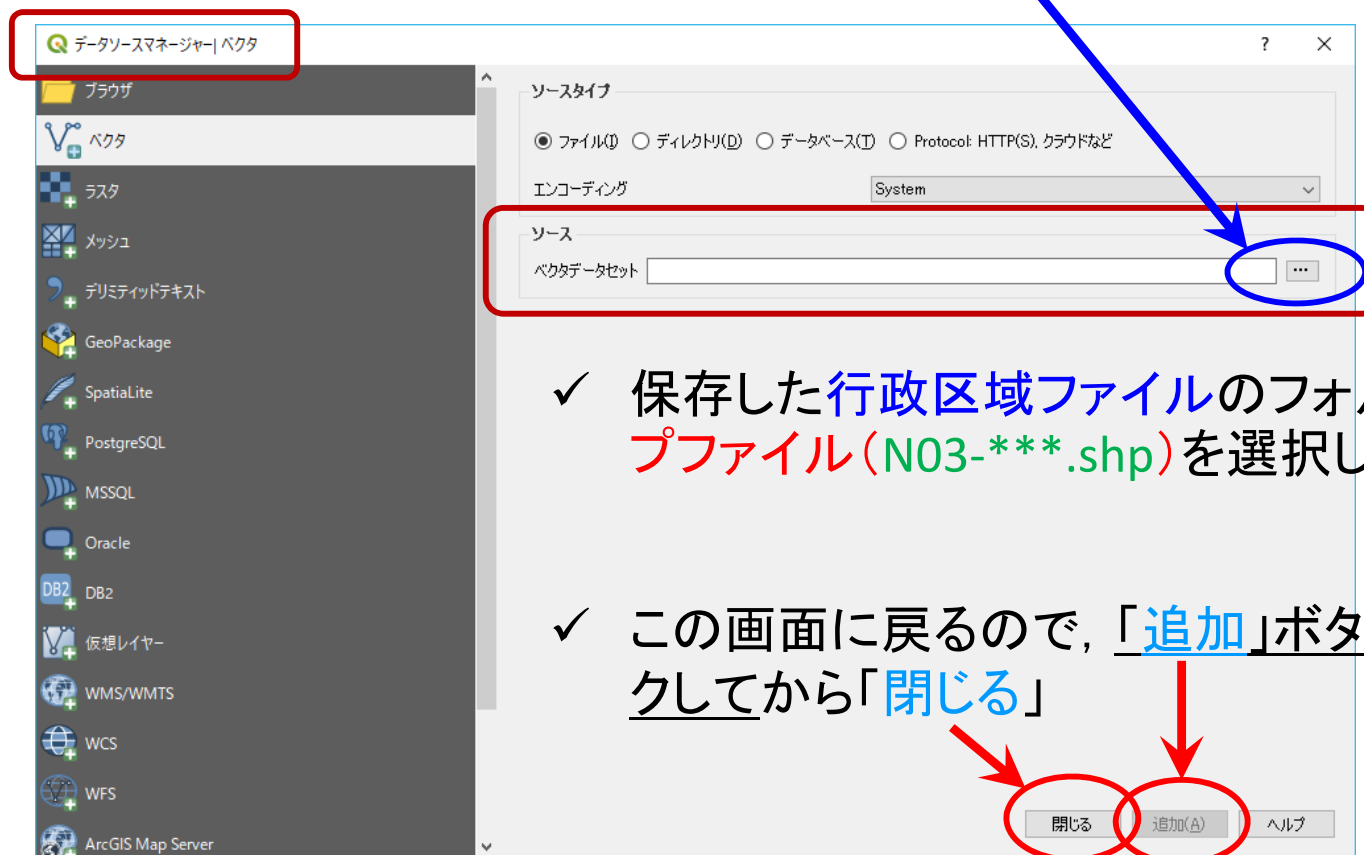 データソースマネージャー| ベクタ
? ×
ブラウザ
ベクタ
ラスタ
メッシュ
デリミティッドテキスト
GeoPackage
SpatiaLite
PostgreSQL
MSSQL
Oracle
DB2 DB2
仮想レイヤー
WMS/WMTS
WCS
WFS
ArcGIS Map Server
ソースタイプ
ファイル(I) ディレクトリ(D) データベース(T) Protocol: HTTP(S), クラウドなど
エンコーディング System
ソース
ベクタデータセット ...
✓ 保存した行政区域ファイルのフォ
プファイル（N03-***.shp）を選択し
✓ この画面に戻るので，「追加」ボタ
クしてから「閉じる」
閉じる 追加(A) ヘルプ